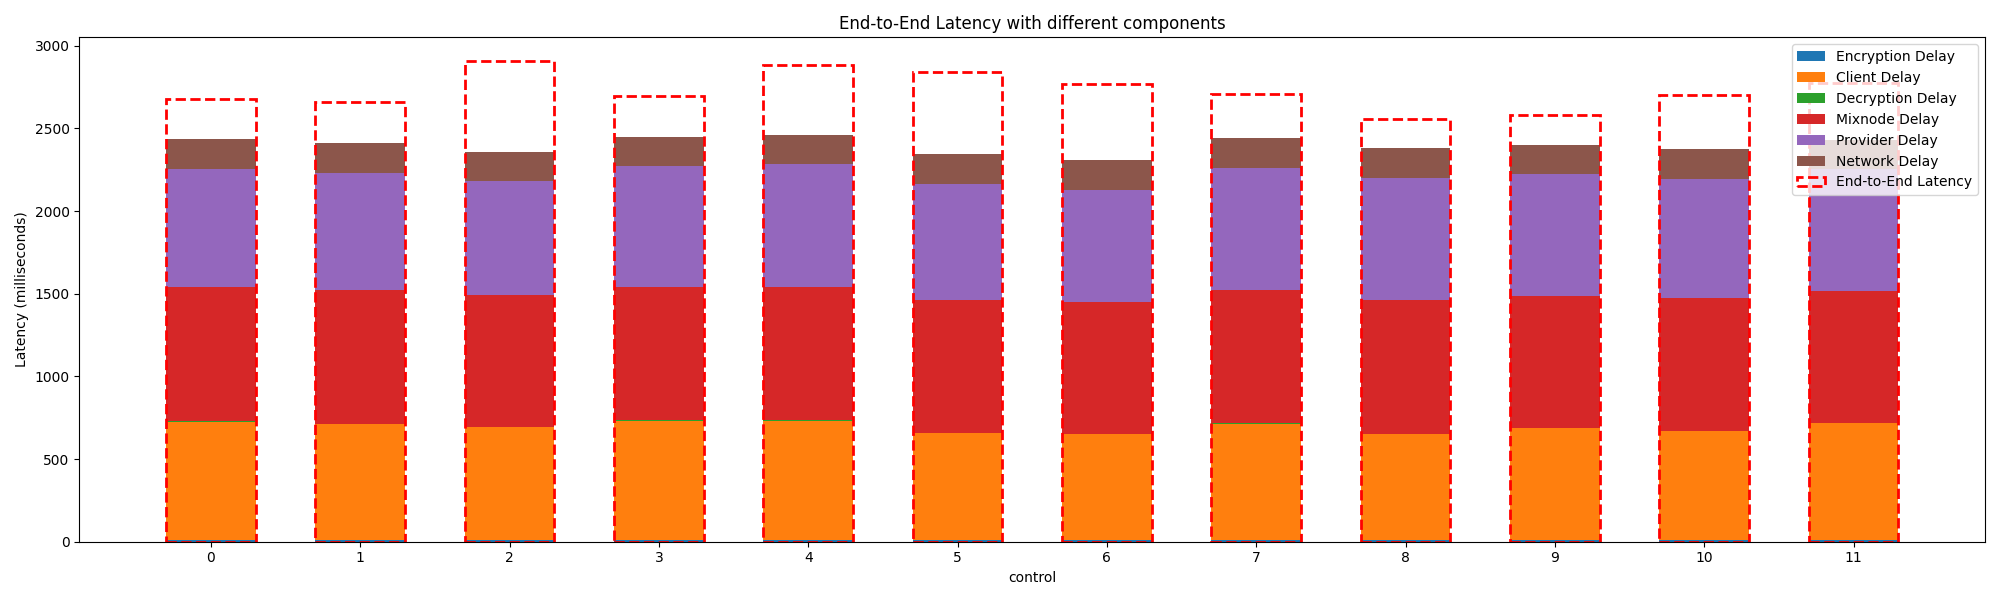 End-to-End Latency with different components
3000
2500
2000
1500
1000
500
0
Latency (milliseconds)
Encryption Delay
Client Delay
Decryption Delay
Mixnode Delay
Provider Delay
Network Delay
End-to-End Latency
0 1 2 3 4 5 6 7 8 9 10 11
control